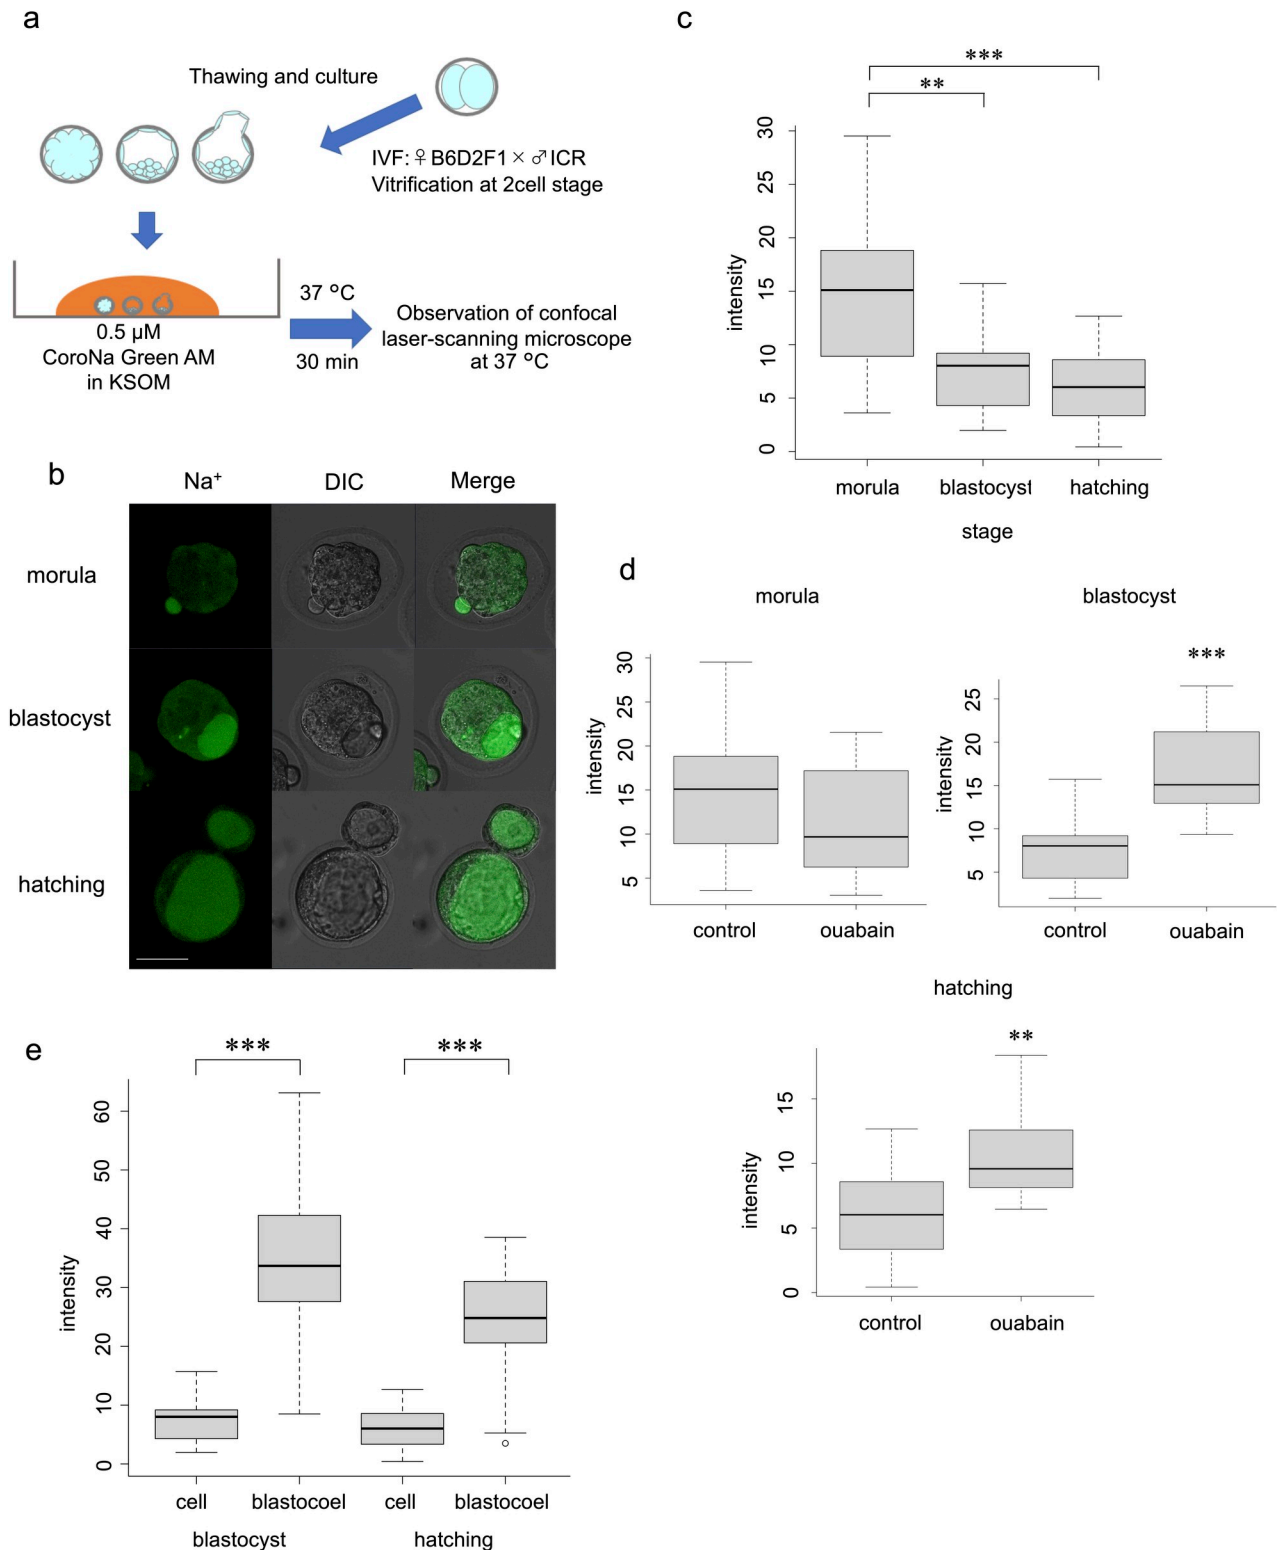 a
Thawing and culture
IVF: ♀B6D2F1 × ♂ICR
Vitrification at 2cell stage
0.5 µM
CoroNa Green AM
in KSOM
37 °C
30 min
Observation of confocal
laser-scanning microscope
at 37 °C
b
Na⁺ DIC Merge
morula
blastocyst
hatching
c
***
**
30
25
20
15
10
5
0
intensity
morula blastocyst hatching
stage
d
morula
30
25
20
15
10
5
intensity
control ouabain
blastocyst
***
25
20
15
10
5
intensity
control ouabain
hatching
**
15
10
5
0
intensity
control ouabain
e
*** ***
60
50
40
30
20
10
0
intensity
cell blastocoel cell blastocoel
blastocyst hatching